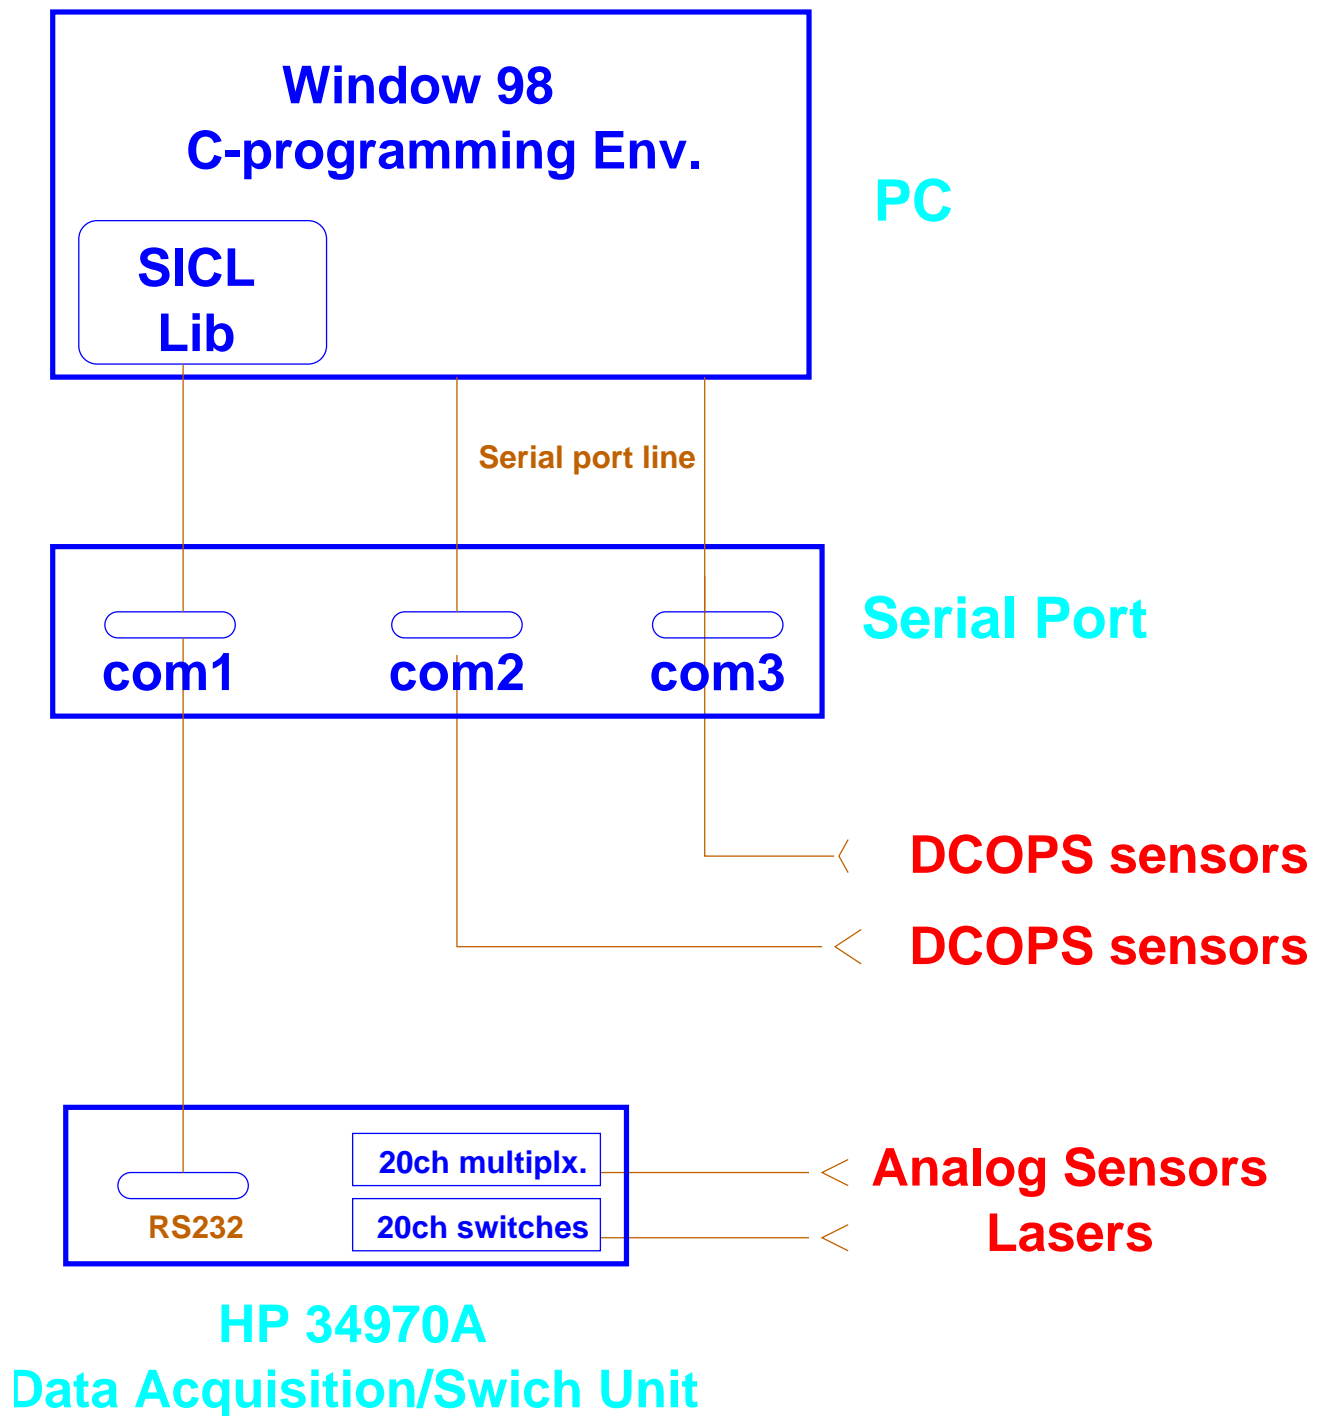 Window 98
C-programming Env.
PC
SICL
Lib
Serial port line
Serial Port
com1
com2
com3
DCOPS sensors
DCOPS sensors
20ch multiplx.
Analog Sensors
RS232
20ch switches
Lasers
HP 34970A
Data Acquisition/Swich Unit